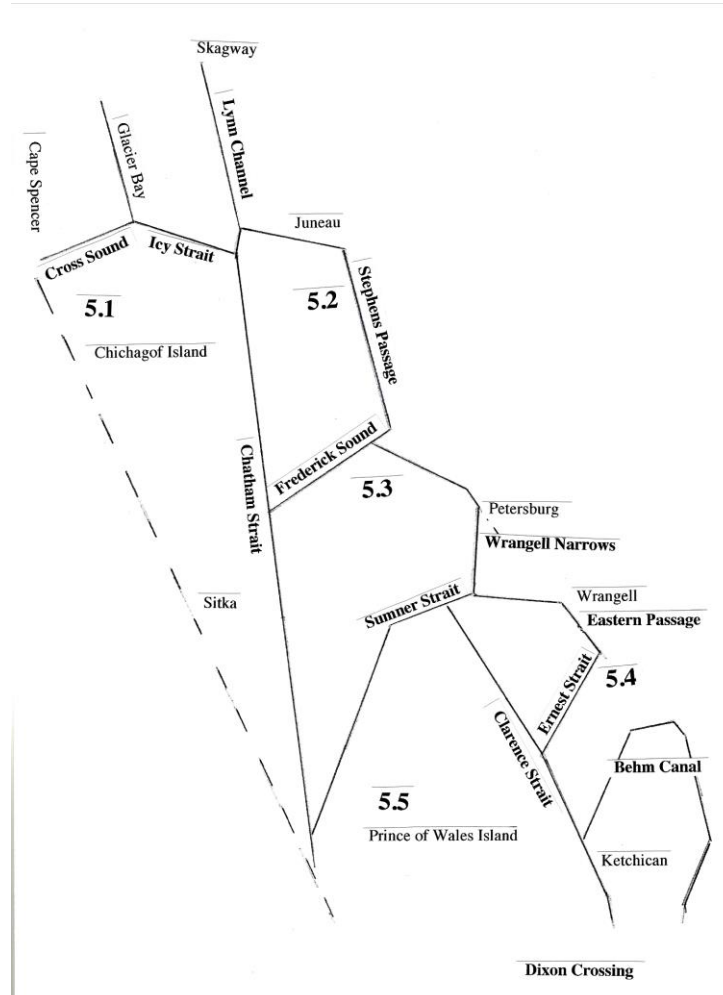 Skagway
Lynn Channel
Glacier Bay
Cape Spencer
Juneau
Cross Sound
Icy Strait
5.1
5.2
Stephens Passage
Chichagof Island
Chatham Strait
Frederick Sound
5.3
Petersburg
Wrangell Narrows
Sitka
Sumner Strait
Wrangell
Eastern Passage
Ernest Strait
5.4
Clarence Strait
Behm Canal
5.5
Prince of Wales Island
Ketchican
Dixon Crossing